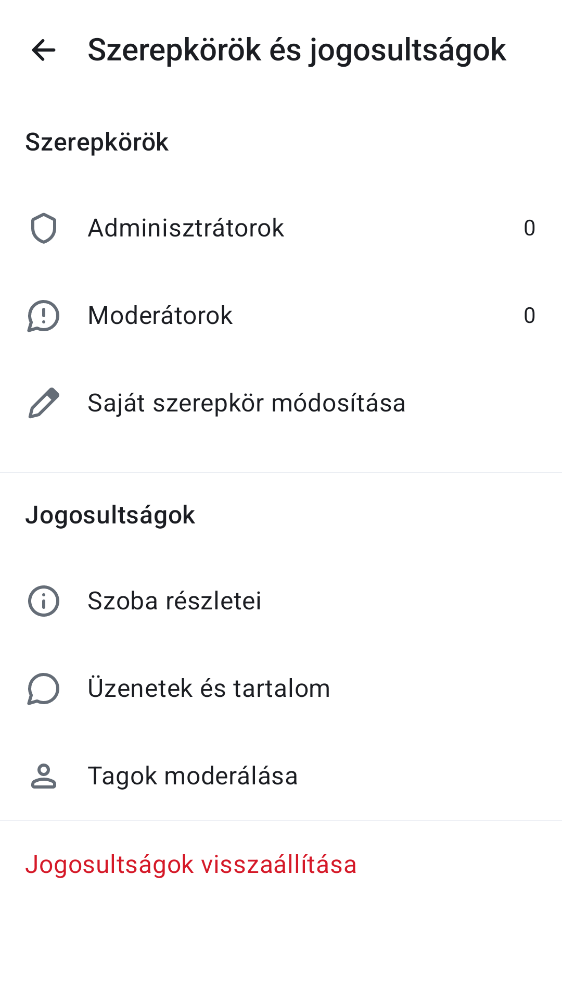 Szerepkörök és jogosultságok
Szerepkörök
Adminisztrátorok 0
Moderátorok 0
Saját szerepkör módosítása
Jogosultságok
Szoba részletei
Üzenetek és tartalom
Tagok moderálása
Jogosultságok visszaállítása